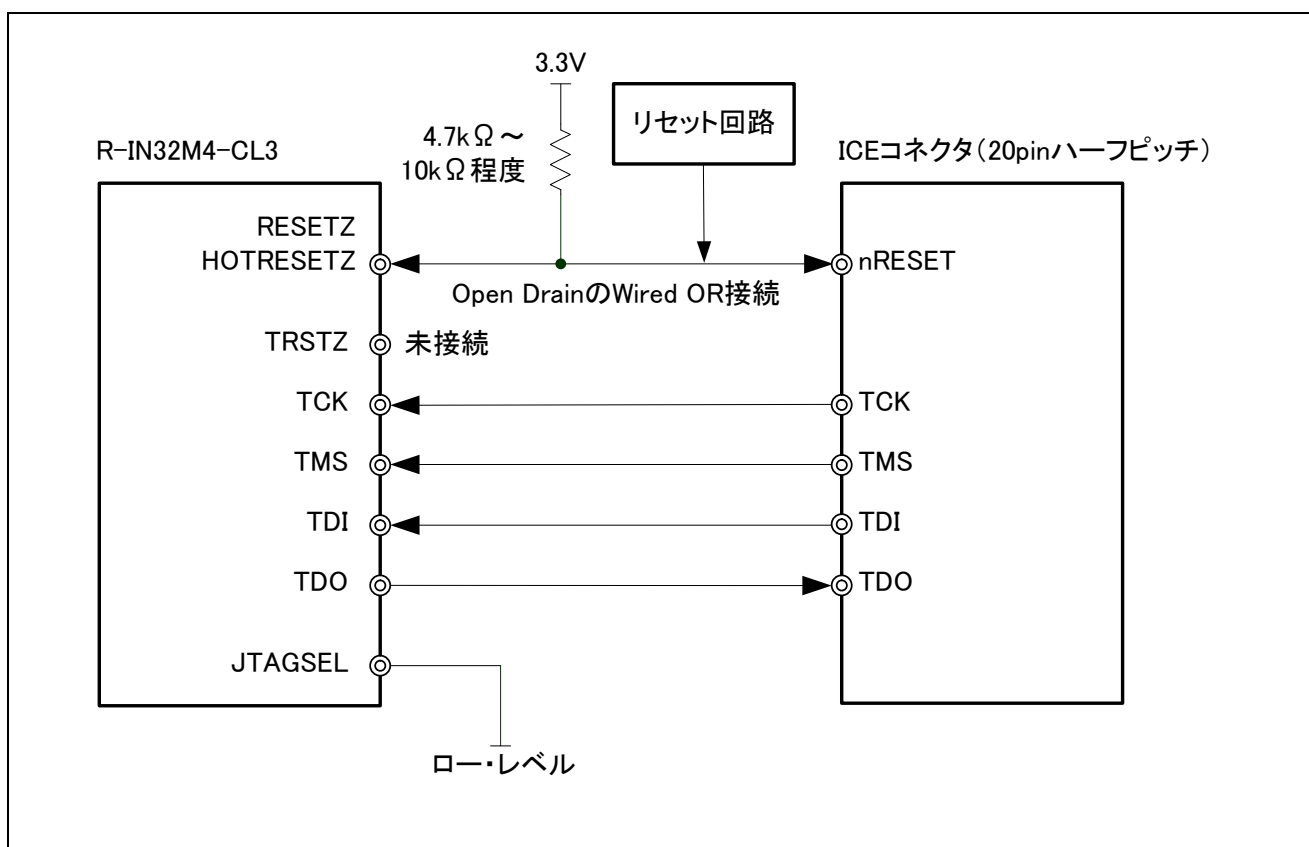 3.3V
4.7kΩ～
10kΩ程度
リセット回路
R-IN32M4-CL3
ICEコネクタ(20pinハーフピッチ)
RESETZ
HOTRESETZ
nRESET
Open DrainのWired OR接続
TRSTZ
未接続
TCK
TCK
TMS
TMS
TDI
TDI
TDO
TDO
JTAGSEL
ロー・レベル